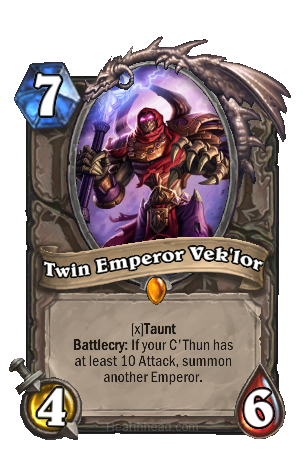 7
Twin Emperor Vek'lor
[x]Taunt
Battlecry: If your C'Thun has
at least 10 Attack, summon
another Emperor.
4
6